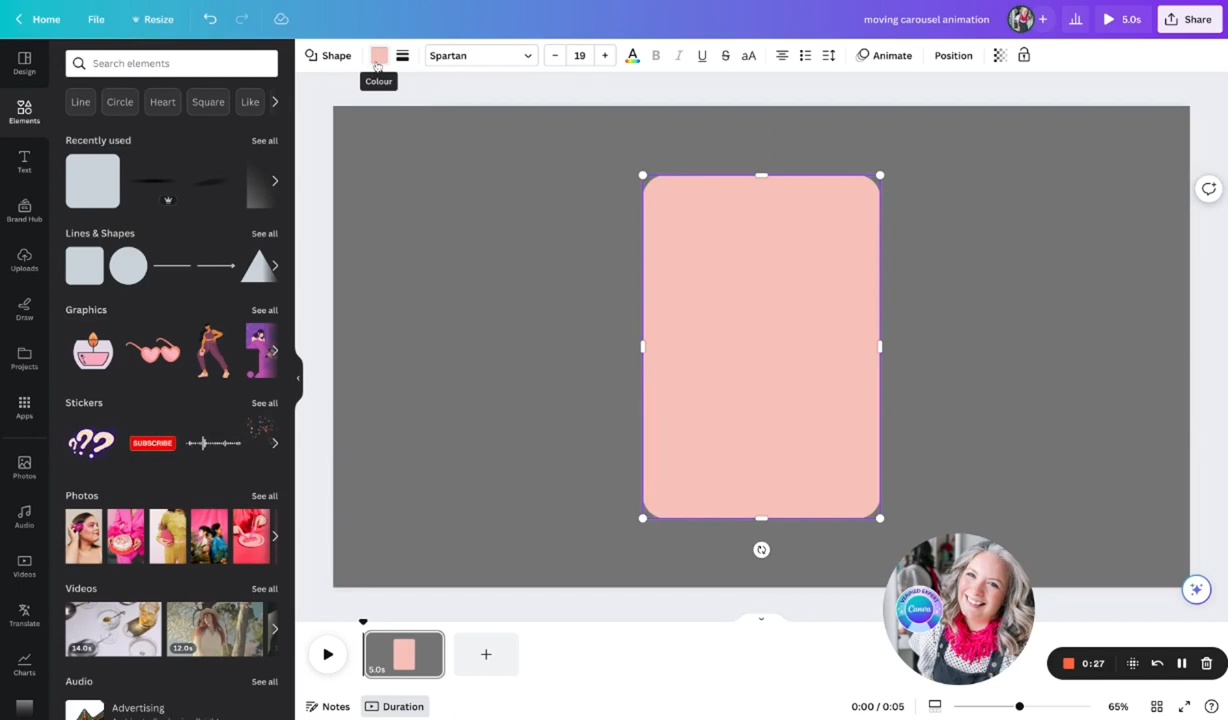 Home File Resize moving carousel animation 5.0s Share
Design
Elements
Text
Brand Hub
Uploads
Draw
Projects
Apps
Photos
Audio
Videos
Translate
Charts
Search elements
Line Circle Heart Square Like
Recently used See all
Lines & Shapes See all
Graphics See all
Stickers See all
???
SUBSCRIBE
Photos See all
Videos See all
14.0s 12.0s
Audio See all
Advertising
Shape Spartan 19 A B I U S aA Animate Position
Colour
VERIFIED EXPERT
Canva
5.0s
0:27
Notes Duration 0:00 / 0:05 65%